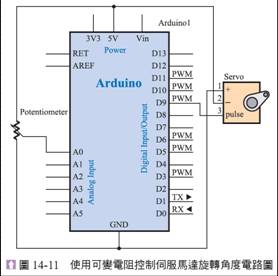 Arduino1
3V3 5V Vin
Power
RET
AREF
Arduino
D13
D12
D11 PWM
D10 PWM
D9 PWM
D8
D7
D6 PWM
D5 PWM
D4
D3 PWM
D2
D1 TX
D0 RX
Digital Input/Output
Potentiometer
A0
A1
A2
A3
A4
A5
Analog Input
GND
Servo
1 +
2 −
3 pulse
圖 14-11 使用可變電阻控制伺服馬達旋轉角度電路圖